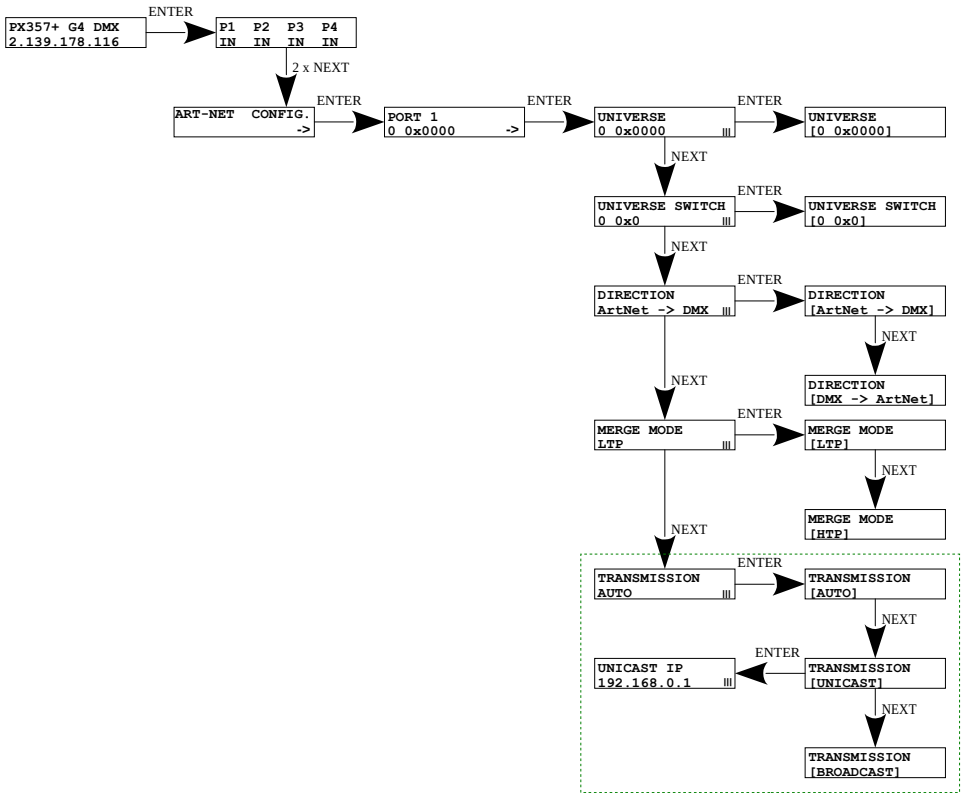 ENTER
PX357+ G4 DMX
2.139.178.116
P1 P2 P3 P4
IN IN IN IN
2 x NEXT
ART-NET CONFIG.
->
ENTER
PORT 1
0 0x0000 ->
ENTER
UNIVERSE
0 0x0000
ENTER
UNIVERSE
[0 0x0000]
NEXT
UNIVERSE SWITCH
0 0x0
ENTER
UNIVERSE SWITCH
[0 0x0]
NEXT
DIRECTION
ArtNet -> DMX
ENTER
DIRECTION
[ArtNet -> DMX]
NEXT
DIRECTION
[DMX -> ArtNet]
NEXT
MERGE MODE
LTP
ENTER
MERGE MODE
[LTP]
NEXT
MERGE MODE
[HTP]
NEXT
TRANSMISSION
AUTO
ENTER
TRANSMISSION
[AUTO]
NEXT
UNICAST IP
192.168.0.1
ENTER
TRANSMISSION
[UNICAST]
NEXT
TRANSMISSION
[BROADCAST]